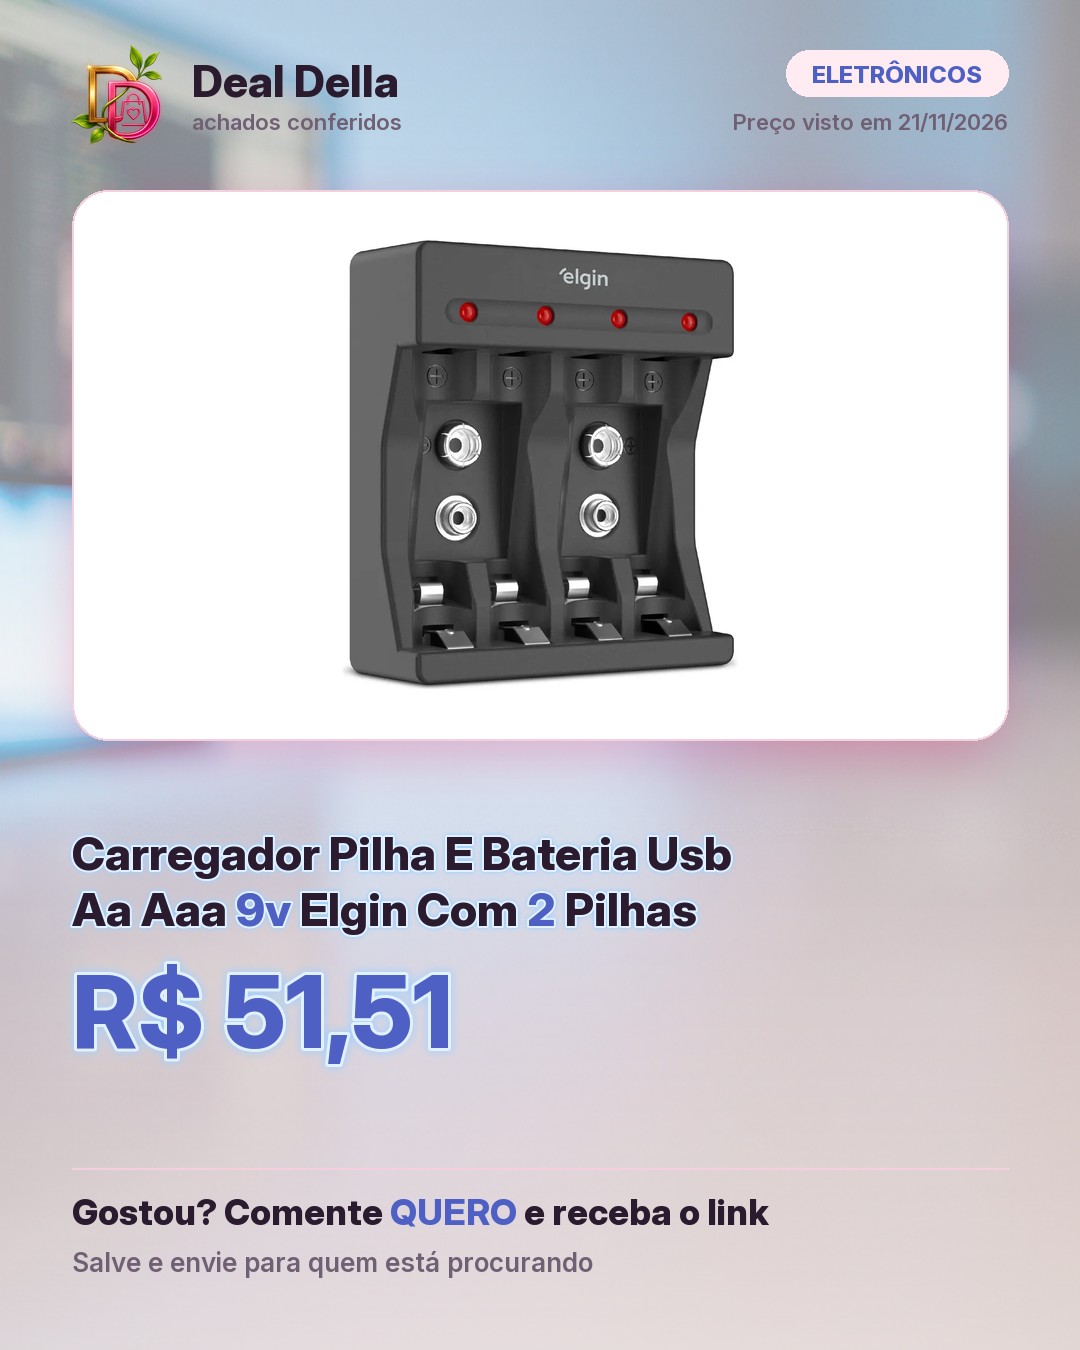 Deal Della
achados conferidos
ELETRÔNICOS
Preço visto em 21/11/2026
elgin
Carregador Pilha E Bateria Usb
Aa Aaa 9v Elgin Com 2 Pilhas
R$ 51,51
Gostou? Comente QUERO e receba o link
Salve e envie para quem está procurando